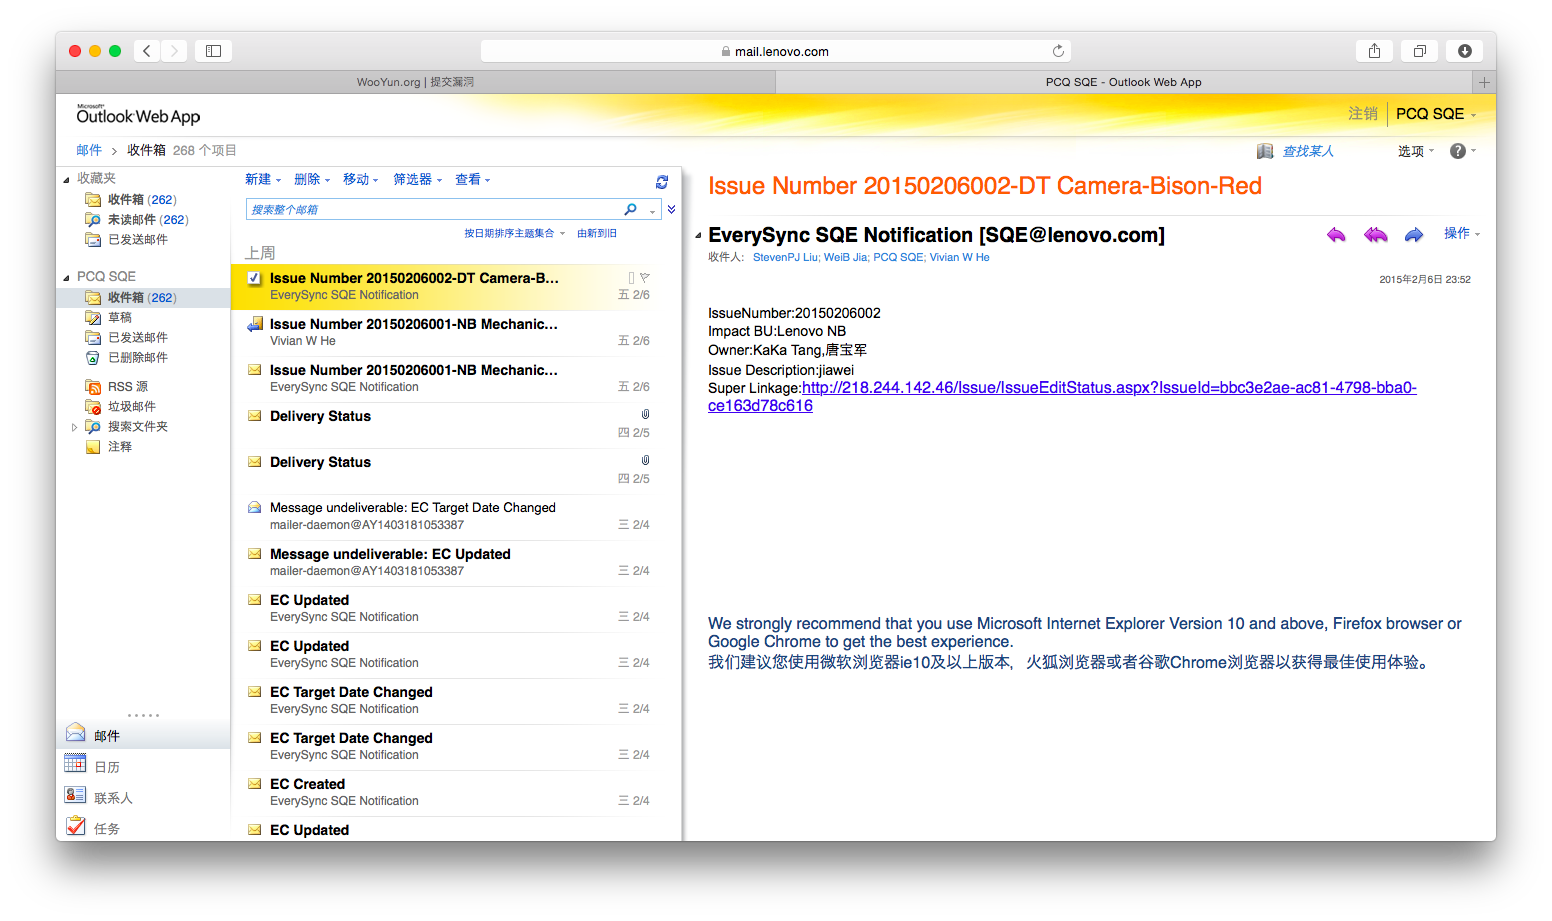 mail.lenovo.com
WooYun.org | 提交漏洞
PCQ SQE - Outlook Web App
Microsoft®
Outlook Web App
注销
PCQ SQE
邮件 > 收件箱 268 个项目
查找某人
选项
收藏夹
收件箱 (262)
未读邮件 (262)
已发送邮件
PCQ SQE
收件箱 (262)
草稿
已发送邮件
已删除邮件
RSS 源
垃圾邮件
搜索文件夹
注释
邮件
日历
联系人
任务
新建 删除 移动 筛选器 查看
搜索整个邮箱
按日期排序主题集合 由新到旧
上周
Issue Number 20150206002-DT Camera-B...
EverySync SQE Notification 五 2/6
Issue Number 20150206001-NB Mechanic...
Vivian W He 五 2/6
Issue Number 20150206001-NB Mechanic...
EverySync SQE Notification 五 2/6
Delivery Status
四 2/5
Delivery Status
四 2/5
Message undeliverable: EC Target Date Changed
mailer-daemon@AY1403181053387 三 2/4
Message undeliverable: EC Updated
mailer-daemon@AY1403181053387 三 2/4
EC Updated
EverySync SQE Notification 三 2/4
EC Updated
EverySync SQE Notification 三 2/4
EC Target Date Changed
EverySync SQE Notification 三 2/4
EC Target Date Changed
EverySync SQE Notification 三 2/4
EC Created
EverySync SQE Notification 三 2/4
EC Updated
Issue Number 20150206002-DT Camera-Bison-Red
EverySync SQE Notification [SQE@lenovo.com]
操作
收件人: StevenPJ Liu; WeiB Jia; PCQ SQE; Vivian W He
2015年2月6日 23:52
IssueNumber:20150206002
Impact BU:Lenovo NB
Owner:KaKa Tang,唐宝军
Issue Description:jiawei
Super Linkage:http://218.244.142.46/Issue/IssueEditStatus.aspx?IssueId=bbc3e2ae-ac81-4798-bba0-
ce163d78c616
We strongly recommend that you use Microsoft Internet Explorer Version 10 and above, Firefox browser or
Google Chrome to get the best experience.
我们建议您使用微软浏览器ie10及以上版本，火狐浏览器或者谷歌Chrome浏览器以获得最佳使用体验。